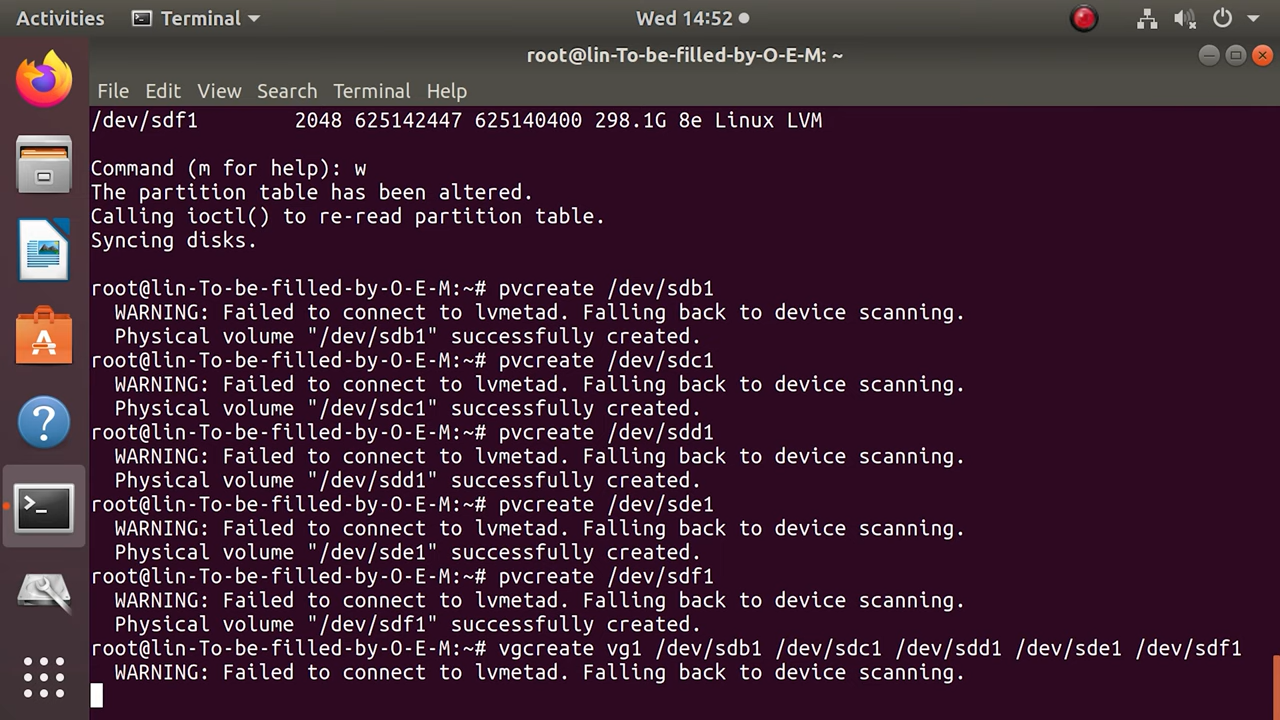 Activities Terminal Wed 14:52
root@lin-To-be-filled-by-O-E-M: ~
File Edit View Search Terminal Help
/dev/sdf1 2048 625142447 625140400 298.1G 8e Linux LVM
Command (m for help): w
The partition table has been altered.
Calling ioctl() to re-read partition table.
Syncing disks.
root@lin-To-be-filled-by-O-E-M:~# pvcreate /dev/sdb1
WARNING: Failed to connect to lvmetad. Falling back to device scanning.
Physical volume "/dev/sdb1" successfully created.
root@lin-To-be-filled-by-O-E-M:~# pvcreate /dev/sdc1
WARNING: Failed to connect to lvmetad. Falling back to device scanning.
Physical volume "/dev/sdc1" successfully created.
root@lin-To-be-filled-by-O-E-M:~# pvcreate /dev/sdd1
WARNING: Failed to connect to lvmetad. Falling back to device scanning.
Physical volume "/dev/sdd1" successfully created.
root@lin-To-be-filled-by-O-E-M:~# pvcreate /dev/sde1
WARNING: Failed to connect to lvmetad. Falling back to device scanning.
Physical volume "/dev/sde1" successfully created.
root@lin-To-be-filled-by-O-E-M:~# pvcreate /dev/sdf1
WARNING: Failed to connect to lvmetad. Falling back to device scanning.
Physical volume "/dev/sdf1" successfully created.
root@lin-To-be-filled-by-O-E-M:~# vgcreate vg1 /dev/sdb1 /dev/sdc1 /dev/sdd1 /dev/sde1 /dev/sdf1
WARNING: Failed to connect to lvmetad. Falling back to device scanning.